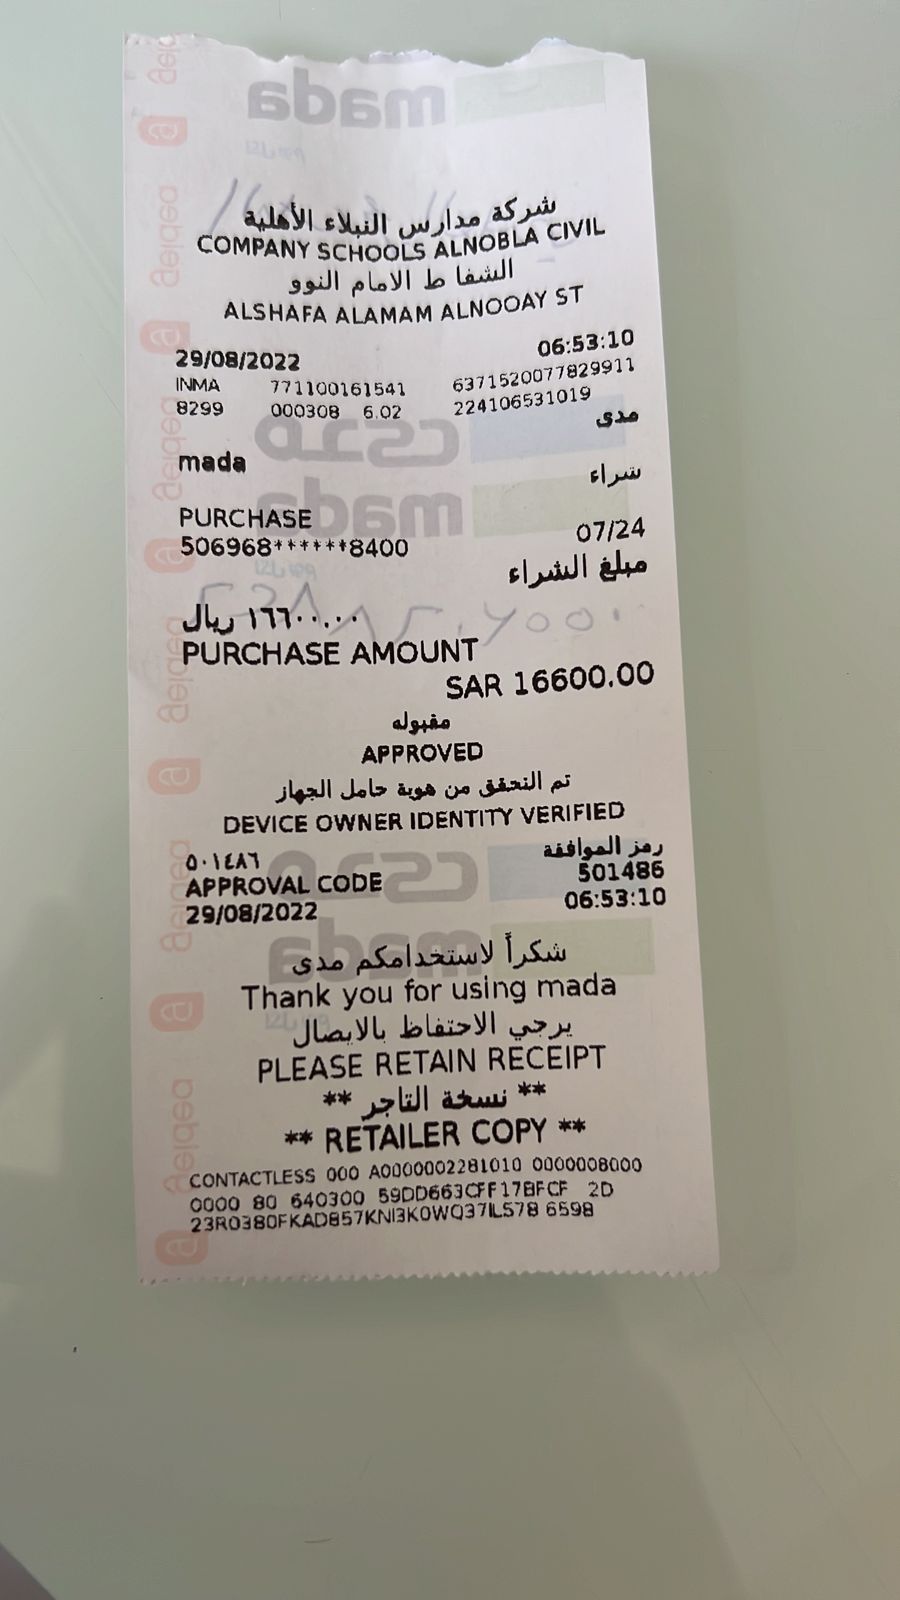 شركة مدارس النبلاء الأهلية
COMPANY SCHOOLS ALNOBLA CIVIL
الشفا ط الامام النوو
ALSHAFA ALAMAM ALNOOAY ST
29/08/2022 06:53:10
INMA 771100161541 6371520077829911
8299 000308 6.02 224106531019
مدى
mada
شراء
PURCHASE
506968******8400 07/24
مبلغ الشراء
١٦٦٠٠.٠٠ ريال
PURCHASE AMOUNT
SAR 16600.00
مقبوله
APPROVED
تم التحقق من هوية حامل الجهاز
DEVICE OWNER IDENTITY VERIFIED
٥٠١٤٨٦ رمز الموافقة
APPROVAL CODE 501486
29/08/2022 06:53:10
شكراً لاستخدامكم مدى
Thank you for using mada
يرجي الاحتفاظ بالايصال
PLEASE RETAIN RECEIPT
** نسخة التاجر **
** RETAILER COPY **
CONTACTLESS 000 A0000002281010 0000008000
0000 80 640300 59DD663CFF17BFCF 2D
23R0380FKAD857KNI3K0WQ37IL578 6598